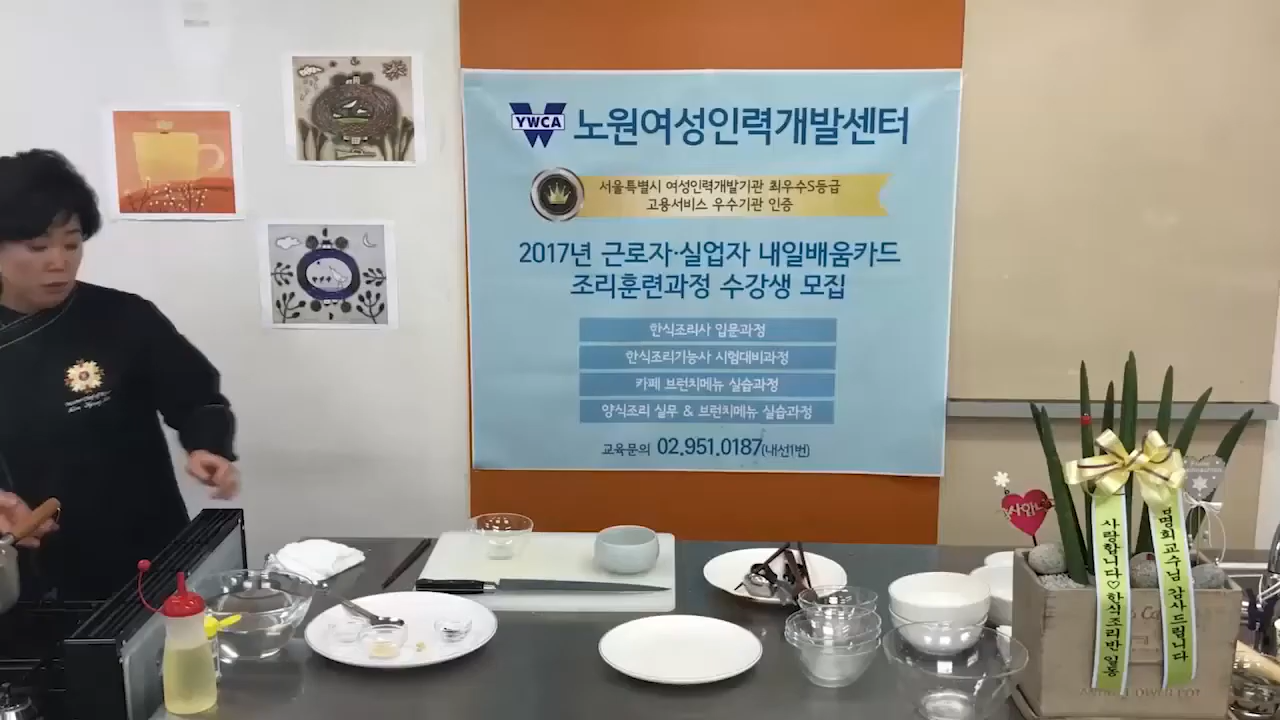 YWCA 노원여성인력개발센터
서울특별시 여성인력개발기관 최우수S등급
고용서비스 우수기관 인증
2017년 근로자·실업자 내일배움카드
조리훈련과정 수강생 모집
한식조리사 입문과정
한식조리기능사 시험대비과정
카페 브런치메뉴 실습과정
양식조리 실무 & 브런치메뉴 실습과정
교육문의 02.951.0187(내선1번)
사랑합니다♡한식조리반 일동
명희교수님 감사드립니다